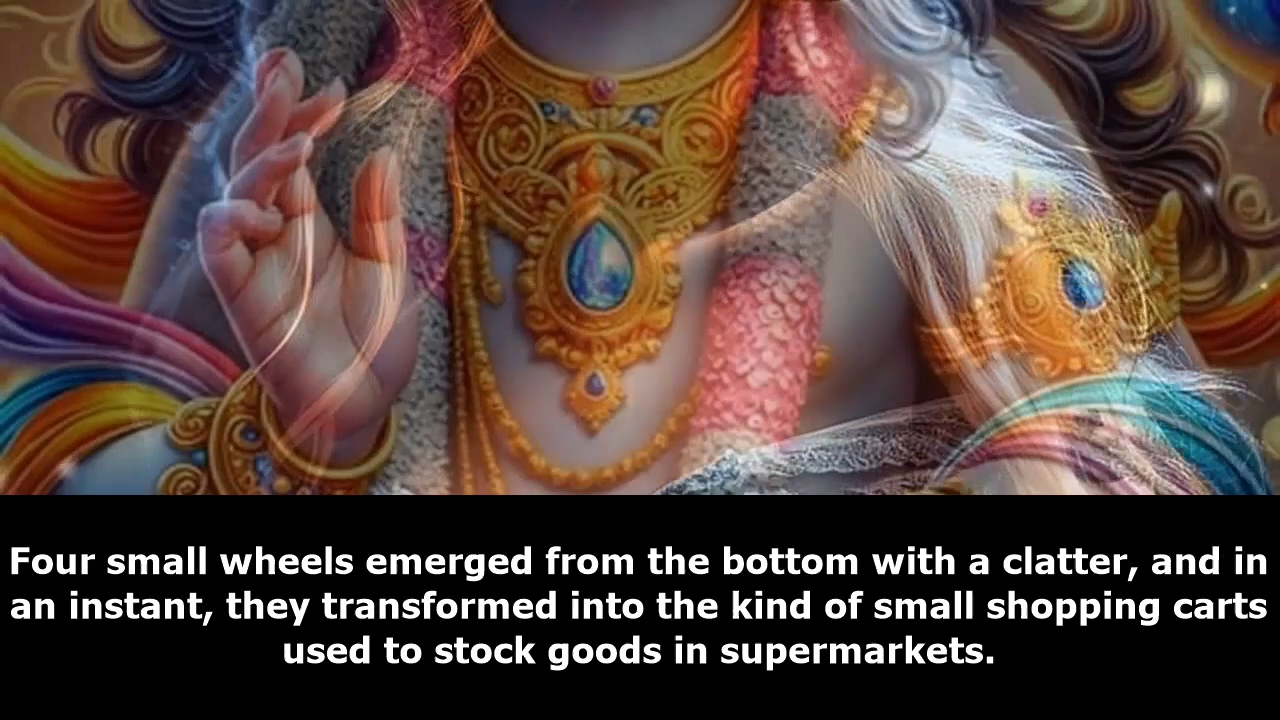 Four small wheels emerged from the bottom with a clatter, and in
an instant, they transformed into the kind of small shopping carts
used to stock goods in supermarkets.